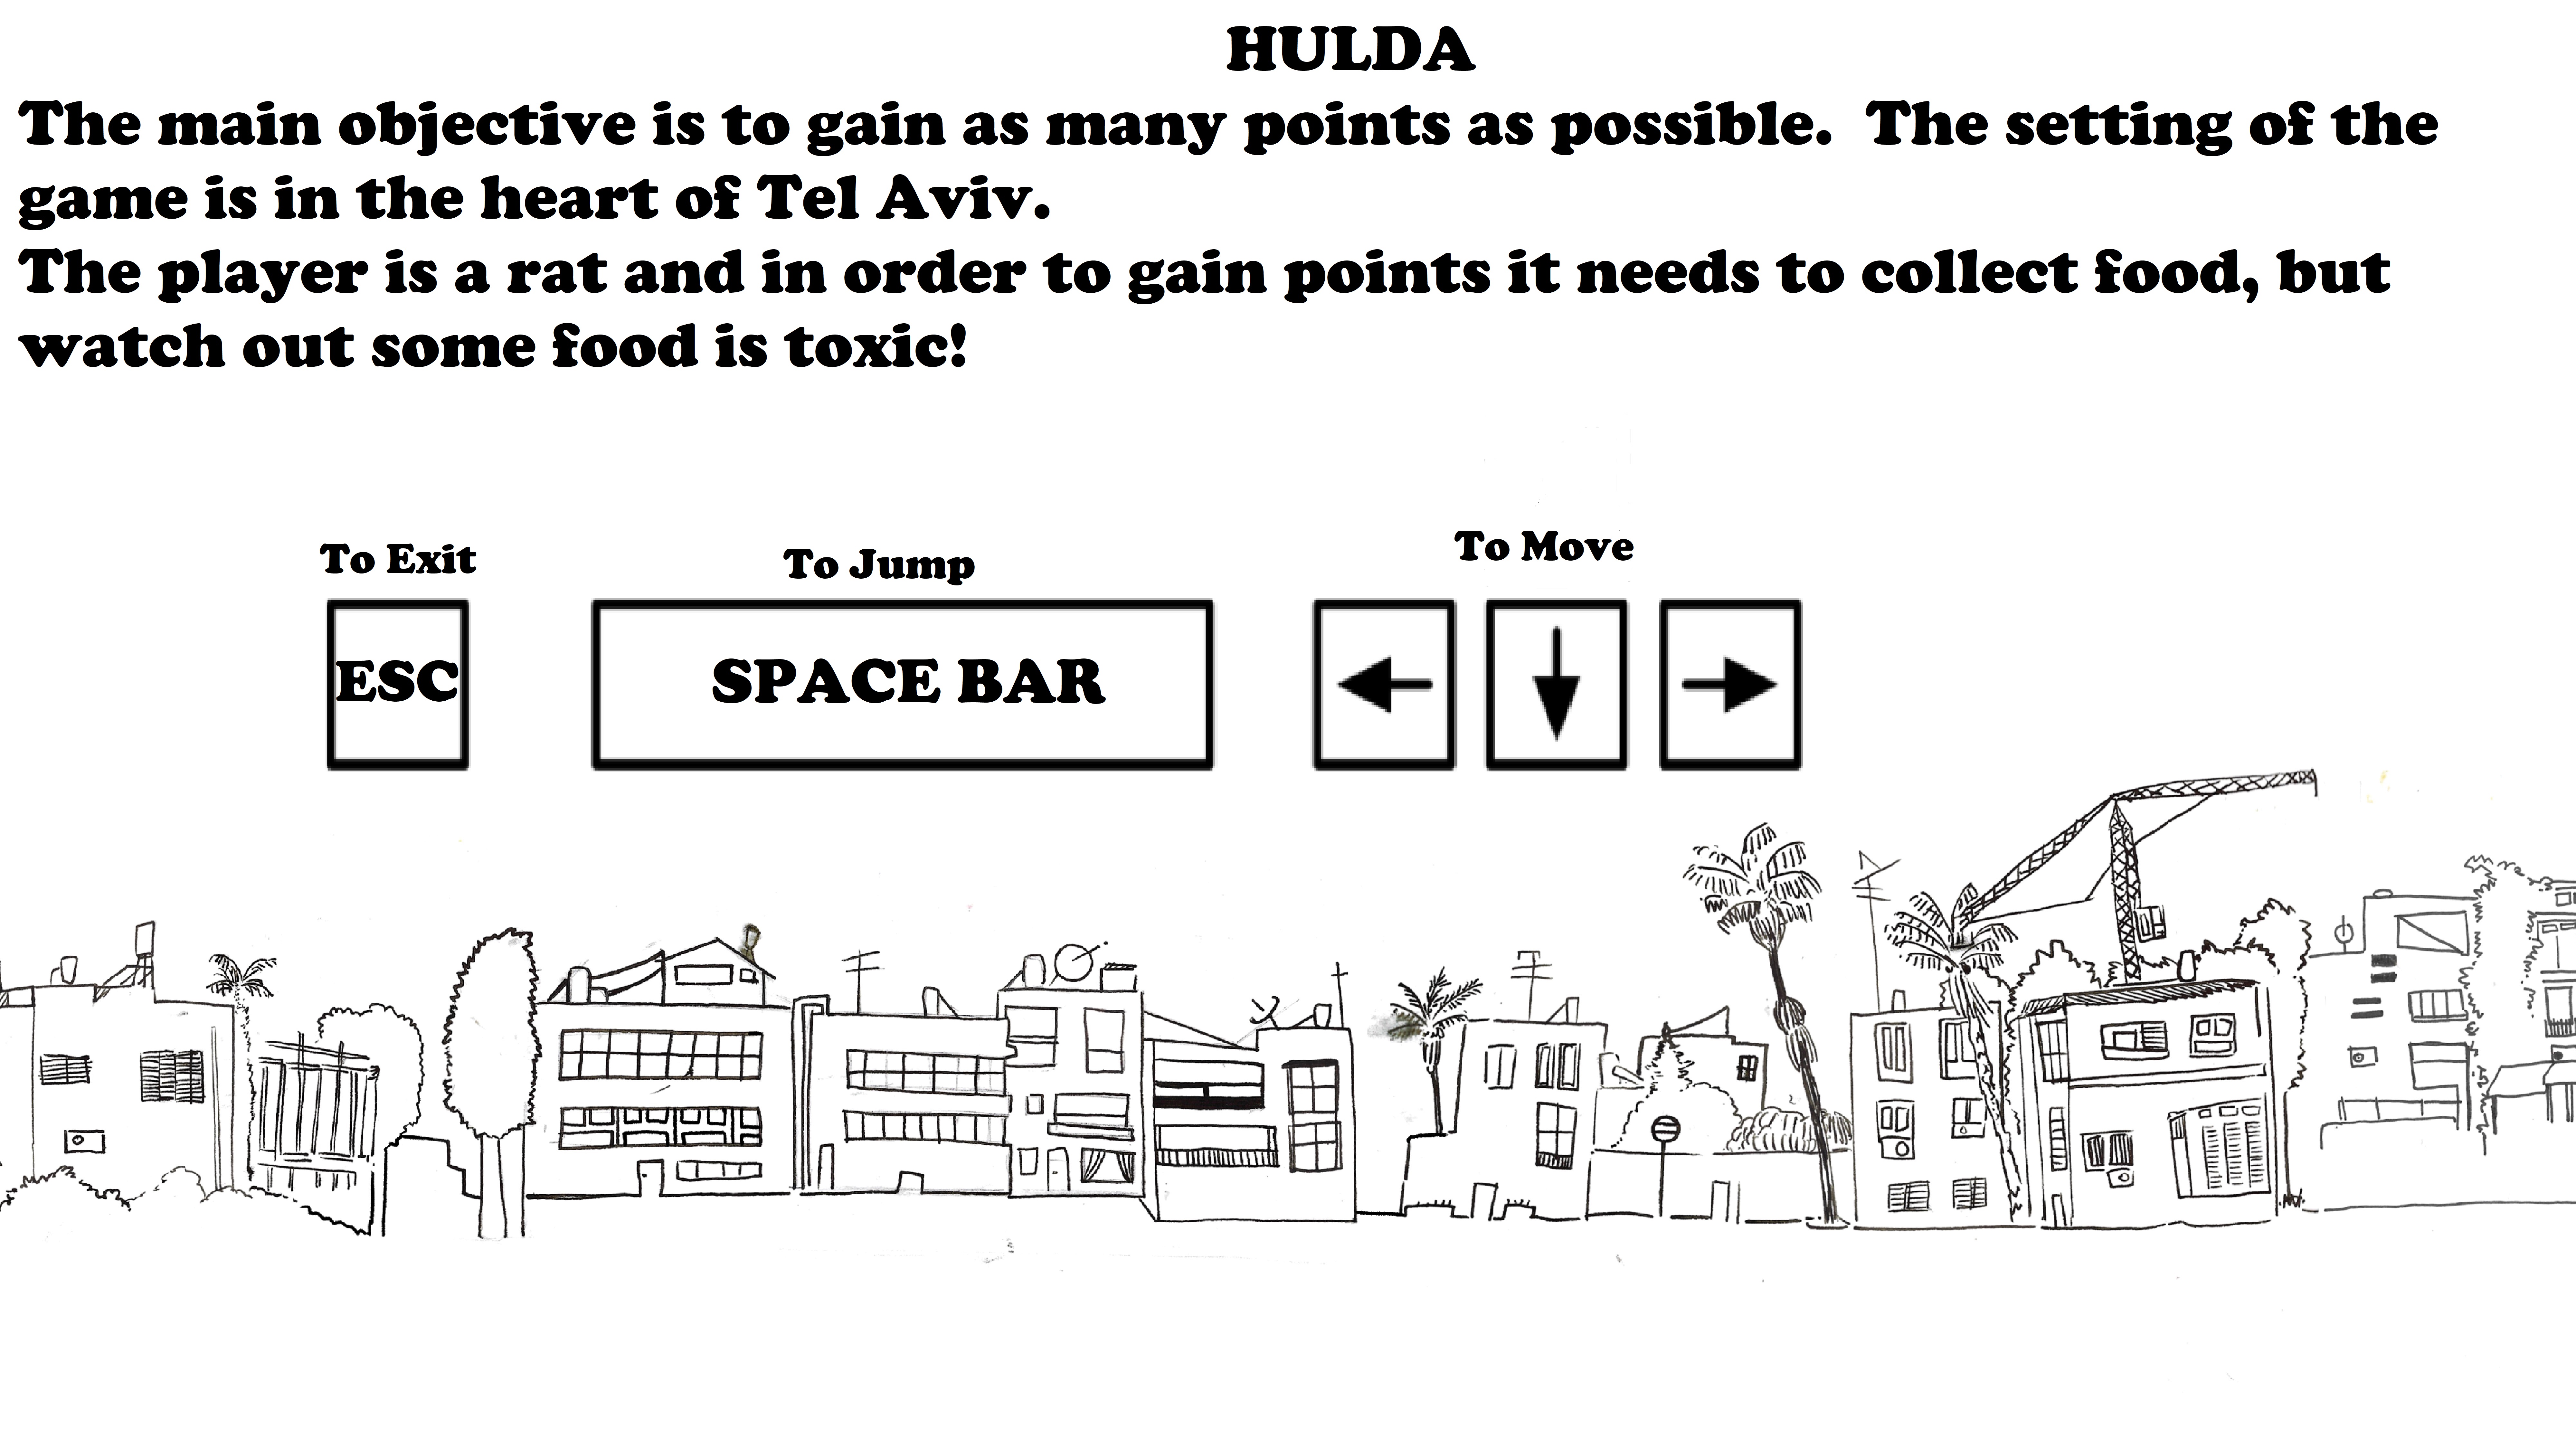 HULDA
The main objective is to gain as many points as possible.  The setting of the
game is in the heart of Tel Aviv.
The player is a rat and in order to gain points it needs to collect food, but
watch out some food is toxic!
To Exit
To Jump
To Move
ESC
SPACE BAR